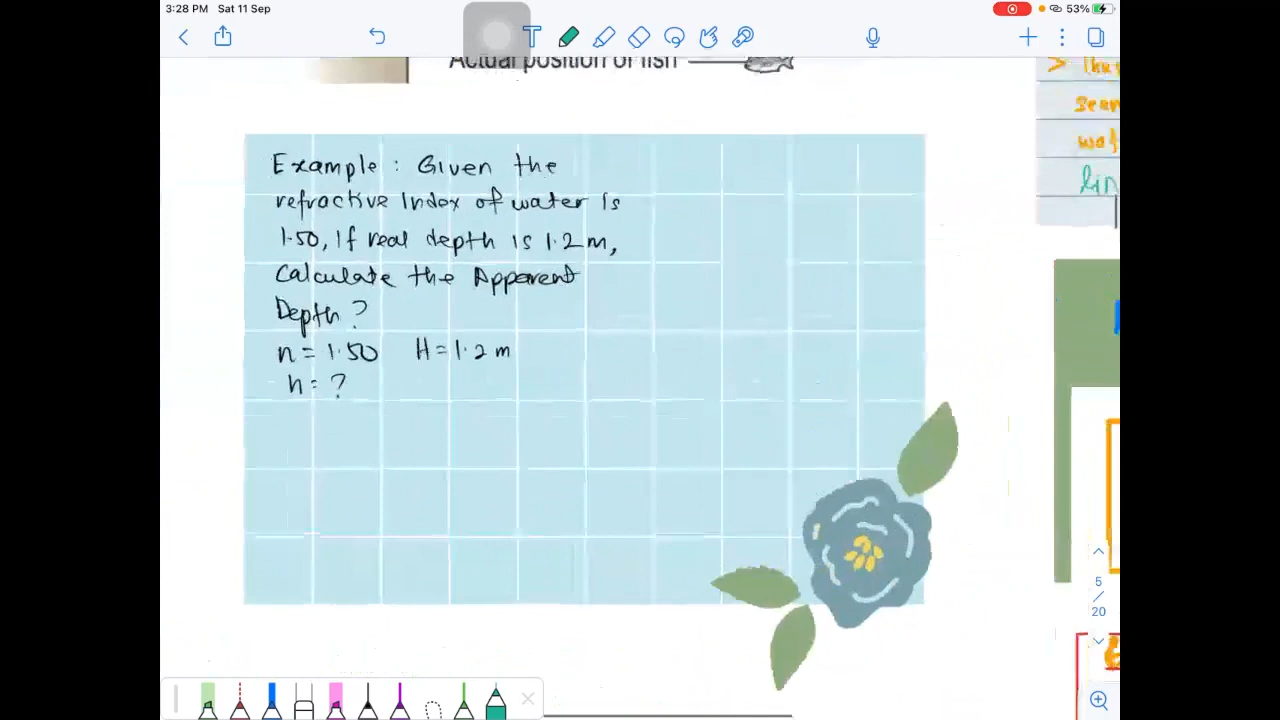 3:28 PM Sat 11 Sep
53%
Actual position of fish
Example: Given the
refractive Index of water is
1.50, If real depth is 1.2 m,
Calculate the Apparent
Depth?
n = 1.50 H = 1.2 m
h = ?
lin
5
/
20